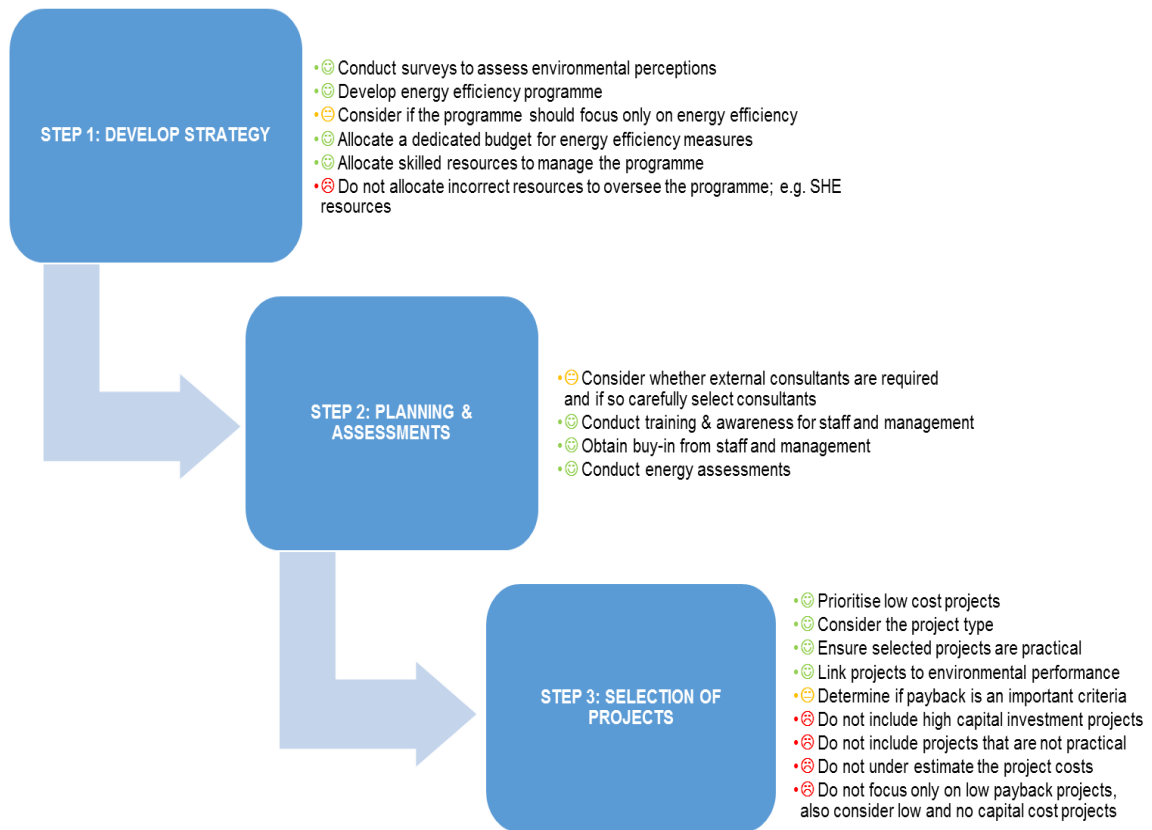 STEP 1: DEVELOP STRATEGY
• Conduct surveys to assess environmental perceptions
• Develop energy efficiency programme
• Consider if the programme should focus only on energy efficiency
• Allocate a dedicated budget for energy efficiency measures
• Allocate skilled resources to manage the programme
• Do not allocate incorrect resources to oversee the programme; e.g. SHE
resources
STEP 2: PLANNING &
ASSESSMENTS
• Consider whether external consultants are required
and if so carefully select consultants
• Conduct training & awareness for staff and management
• Obtain buy-in from staff and management
• Conduct energy assessments
STEP 3: SELECTION OF
PROJECTS
• Prioritise low cost projects
• Consider the project type
• Ensure selected projects are practical
• Link projects to environmental performance
• Determine if payback is an important criteria
• Do not include high capital investment projects
• Do not include projects that are not practical
• Do not under estimate the project costs
• Do not focus only on low payback projects,
also consider low and no capital cost projects